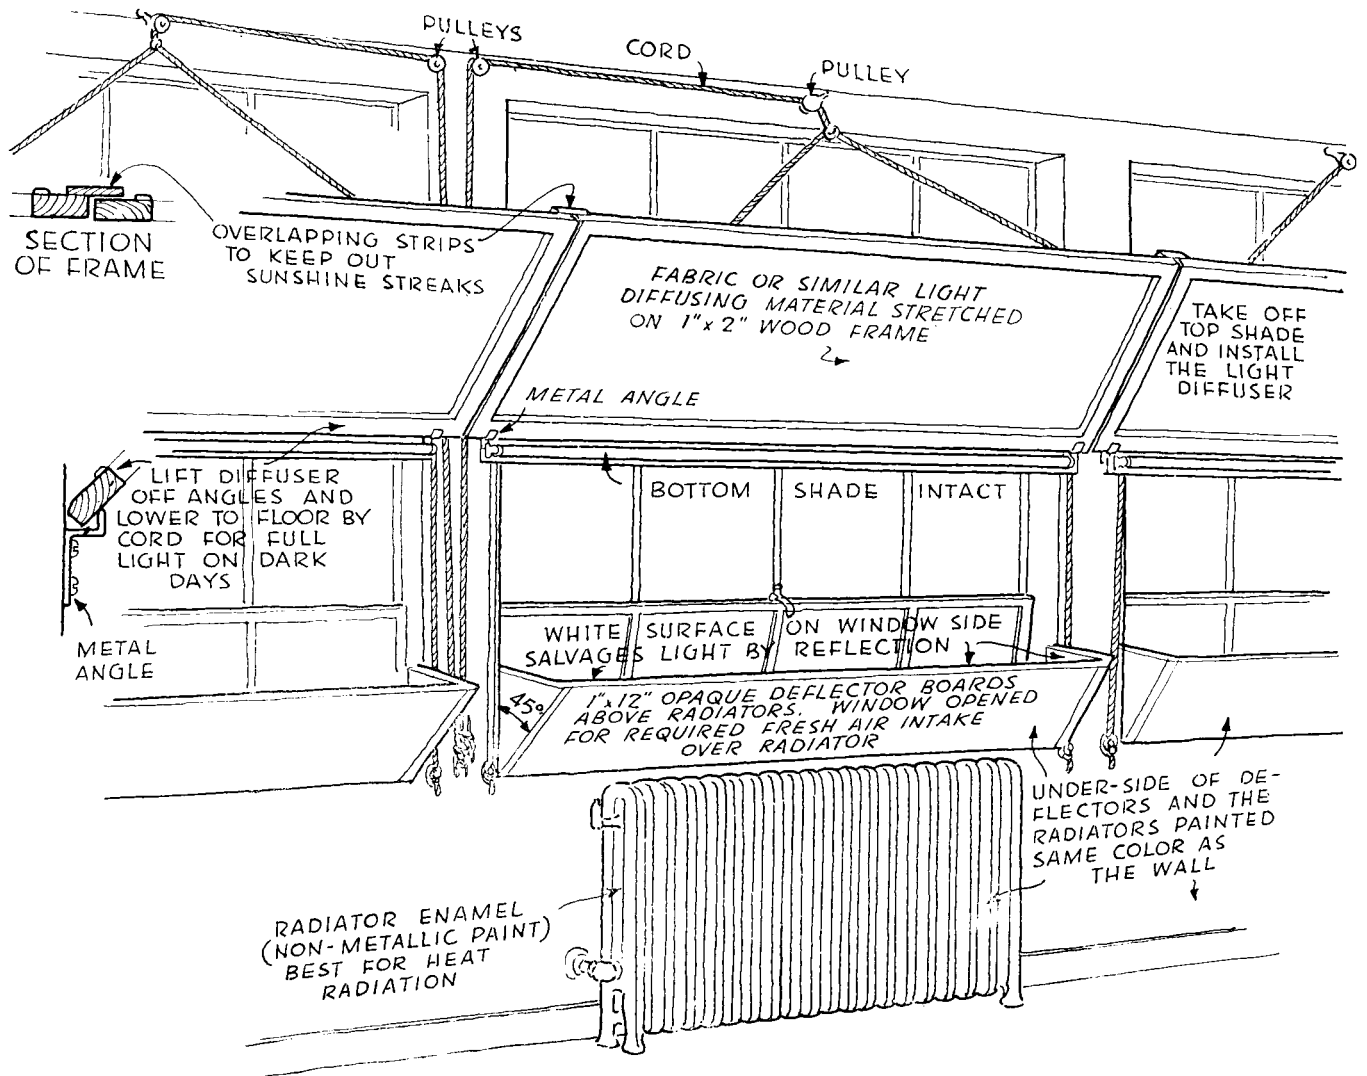 PULLEYS
CORD
PULLEY
SECTION
OF FRAME
OVERLAPPING STRIPS
TO KEEP OUT
SUNSHINE STREAKS
FABRIC OR SIMILAR LIGHT
DIFFUSING MATERIAL STRETCHED
ON 1" x 2" WOOD FRAME
TAKE OFF
TOP SHADE
AND INSTALL
THE LIGHT
DIFFUSER
METAL ANGLE
LIFT DIFFUSER
OFF ANGLES AND
LOWER TO FLOOR BY
CORD FOR FULL
LIGHT ON DARK
DAYS
BOTTOM SHADE INTACT
METAL
ANGLE
WHITE SURFACE ON WINDOW SIDE
SALVAGES LIGHT BY REFLECTION
45°
1" x 12" OPAQUE DEFLECTOR BOARDS
ABOVE RADIATORS. WINDOW OPENED
FOR REQUIRED FRESH AIR INTAKE
OVER RADIATOR
UNDER-SIDE OF DE-
FLECTORS AND THE
RADIATORS PAINTED
SAME COLOR AS
THE WALL
RADIATOR ENAMEL
(NON-METALLIC PAINT)
BEST FOR HEAT
RADIATION